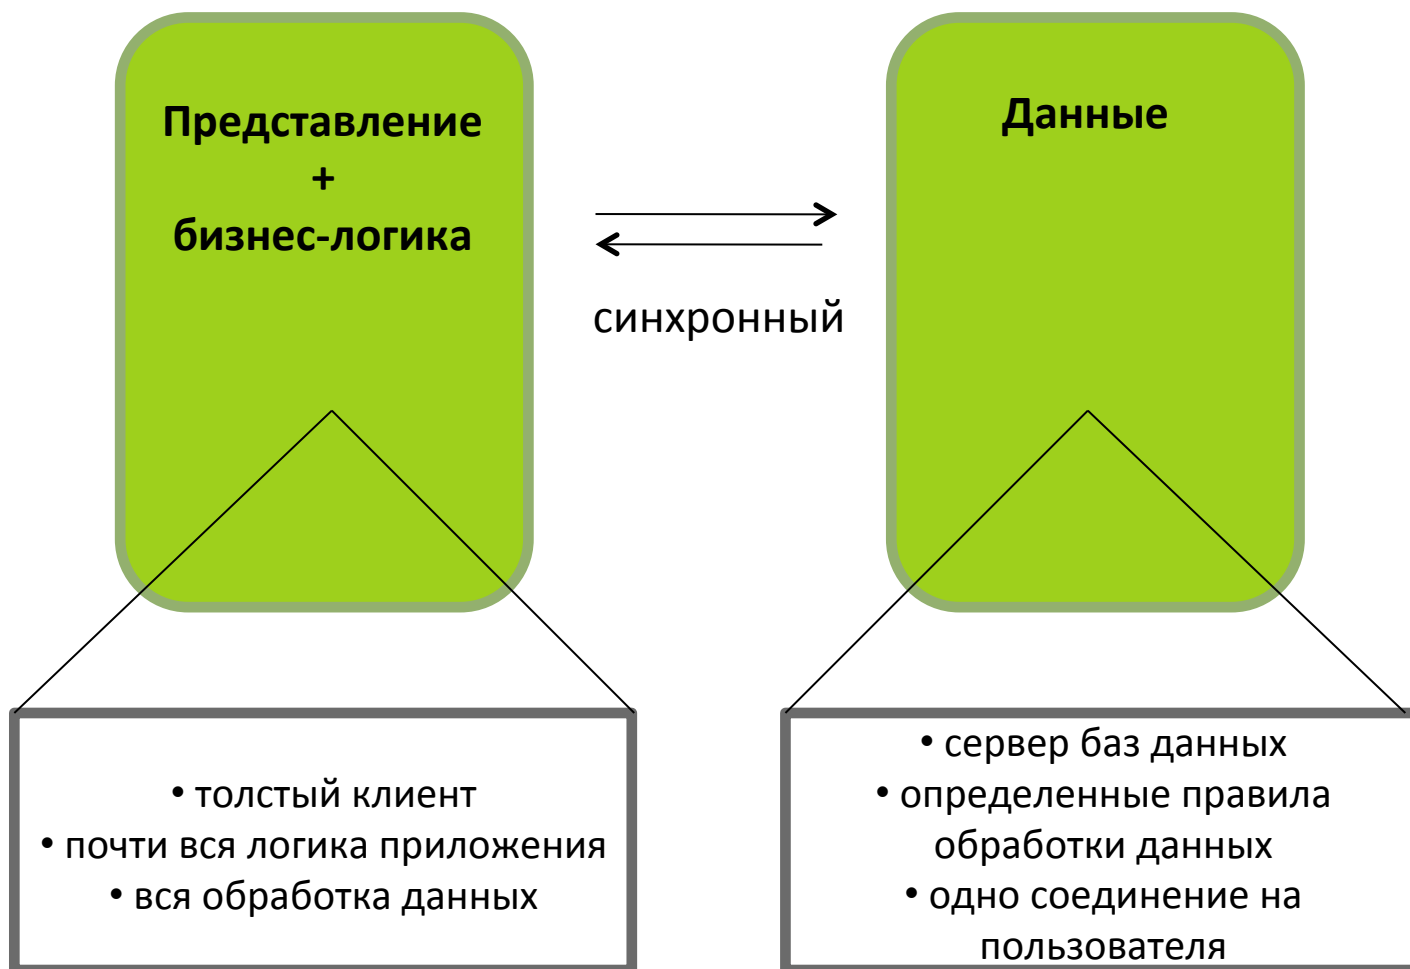 Представление
+
бизнес-логика
Данные
синхронный
• толстый клиент
• почти вся логика приложения
• вся обработка данных
• сервер баз данных
• определенные правила
обработки данных
• одно соединение на
пользователя